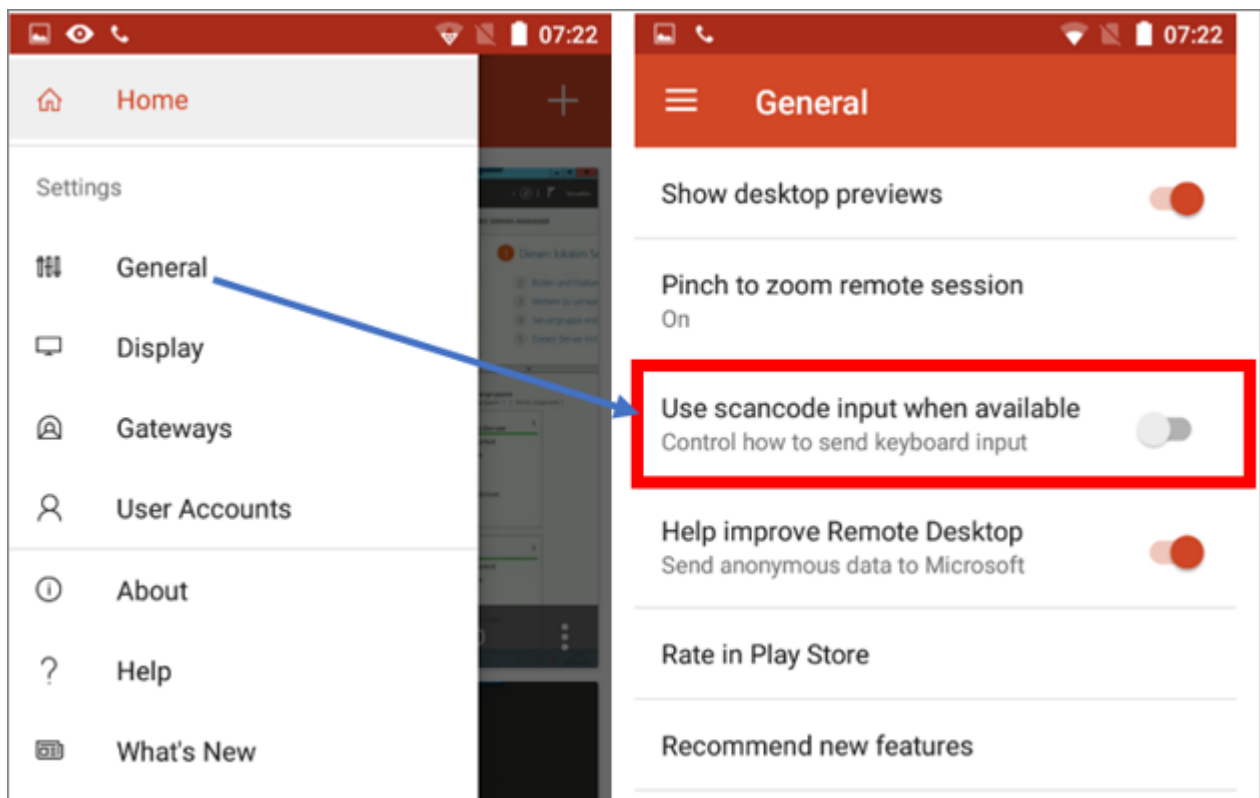 07:22
Home
Settings
General
Display
Gateways
User Accounts
About
Help
What's New
07:22
General
Show desktop previews
Pinch to zoom remote session
On
Use scancode input when available
Control how to send keyboard input
Help improve Remote Desktop
Send anonymous data to Microsoft
Rate in Play Store
Recommend new features